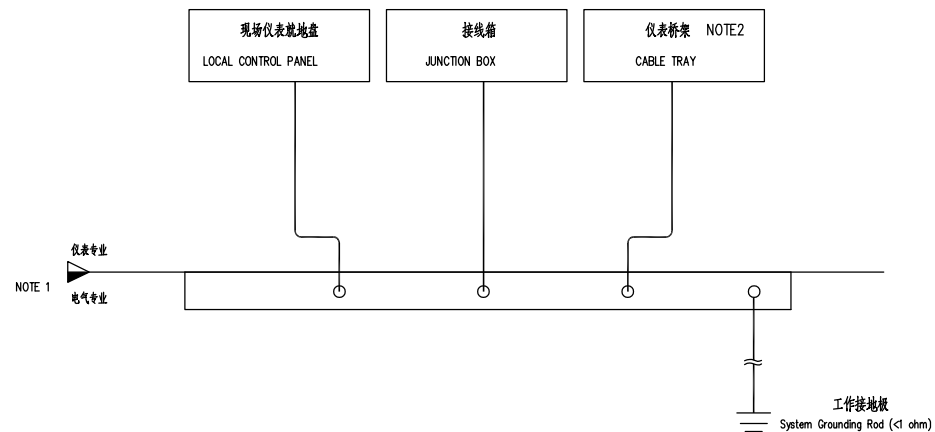 现场仪表就地盘
LOCAL CONTROL PANEL
接线箱
JUNCTION BOX
仪表桥架 NOTE2
CABLE TRAY
仪表专业
NOTE 1
电气专业
工作接地极
System Grounding Rod (<1 ohm)